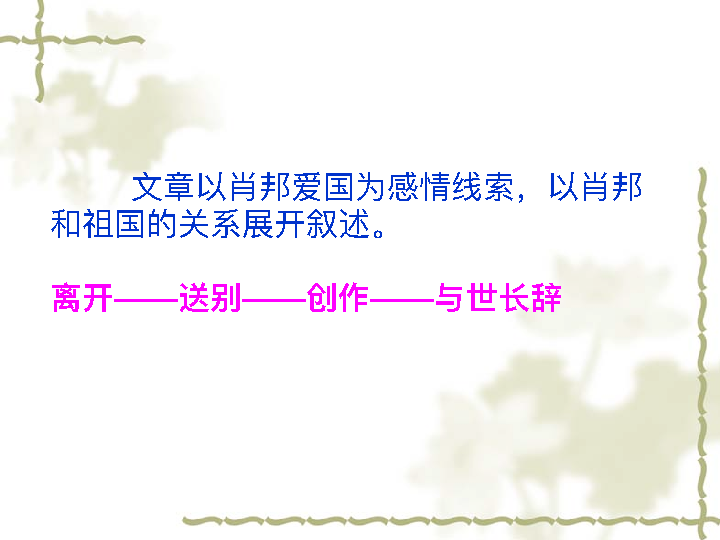 文章以肖邦爱国为感情线索，以肖邦
和祖国的关系展开叙述。
离开——送别——创作——与世长辞